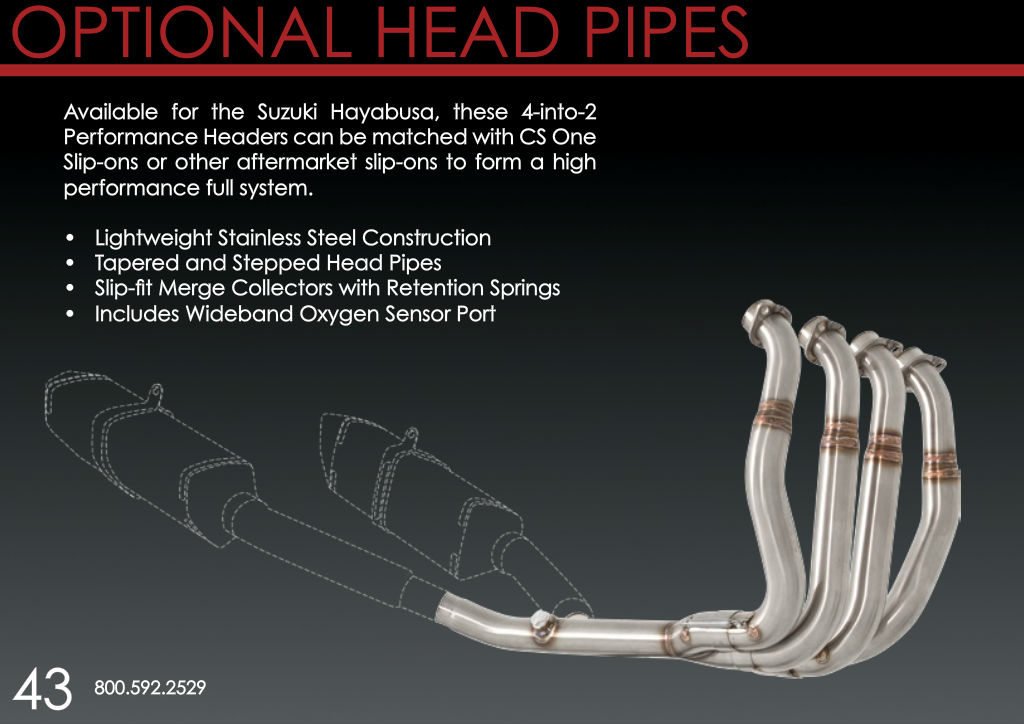 OPTIONAL HEAD PIPES
Available for the Suzuki Hayabusa, these 4-into-2
Performance Headers can be matched with CS One
Slip-ons or other aftermarket slip-ons to form a high
performance full system.
• Lightweight Stainless Steel Construction
• Tapered and Stepped Head Pipes
• Slip-fit Merge Collectors with Retention Springs
• Includes Wideband Oxygen Sensor Port
43 800.592.2529